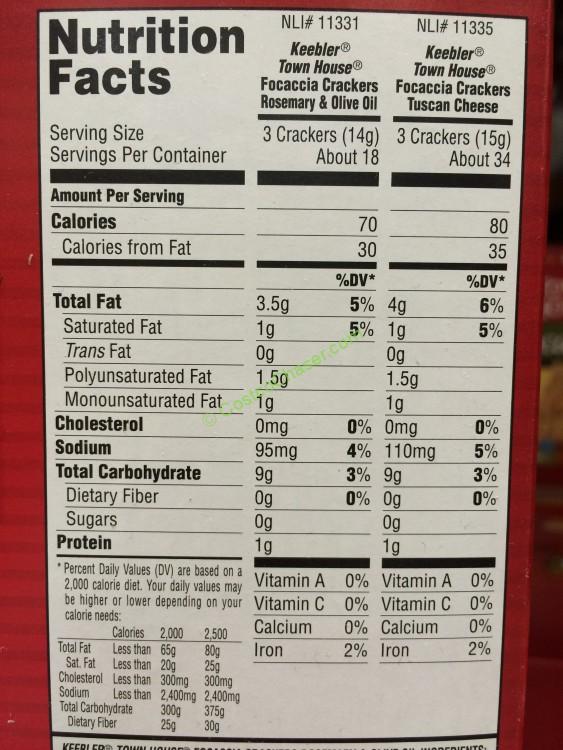 Nutrition
Facts
NLI# 11331
Keebler®
Town House®
Focaccia Crackers
Rosemary & Olive Oil
NLI# 11335
Keebler®
Town House®
Focaccia Crackers
Tuscan Cheese
Serving Size 3 Crackers (14g) 3 Crackers (15g)
Servings Per Container About 18 About 34
Amount Per Serving
Calories 70 80
Calories from Fat 30 35
%DV* %DV*
Total Fat 3.5g 5% 4g 6%
Saturated Fat 1g 5% 1g 5%
Trans Fat 0g 0g
Polyunsaturated Fat 1.5g 1.5g
Monounsaturated Fat 1g 1g
Cholesterol 0mg 0% 0mg 0%
Sodium 95mg 4% 110mg 5%
Total Carbohydrate 9g 3% 9g 3%
Dietary Fiber 0g 0% 0g 0%
Sugars 0g 0g
Protein 1g 1g
* Percent Daily Values (DV) are based on a
2,000 calorie diet. Your daily values may
be higher or lower depending on your
calorie needs:
Calories 2,000 2,500
Total Fat Less than 65g 80g
Sat. Fat Less than 20g 25g
Cholesterol Less than 300mg 300mg
Sodium Less than 2,400mg 2,400mg
Total Carbohydrate 300g 375g
Dietary Fiber 25g 30g
Vitamin A 0% Vitamin A 0%
Vitamin C 0% Vitamin C 0%
Calcium 0% Calcium 0%
Iron 2% Iron 2%